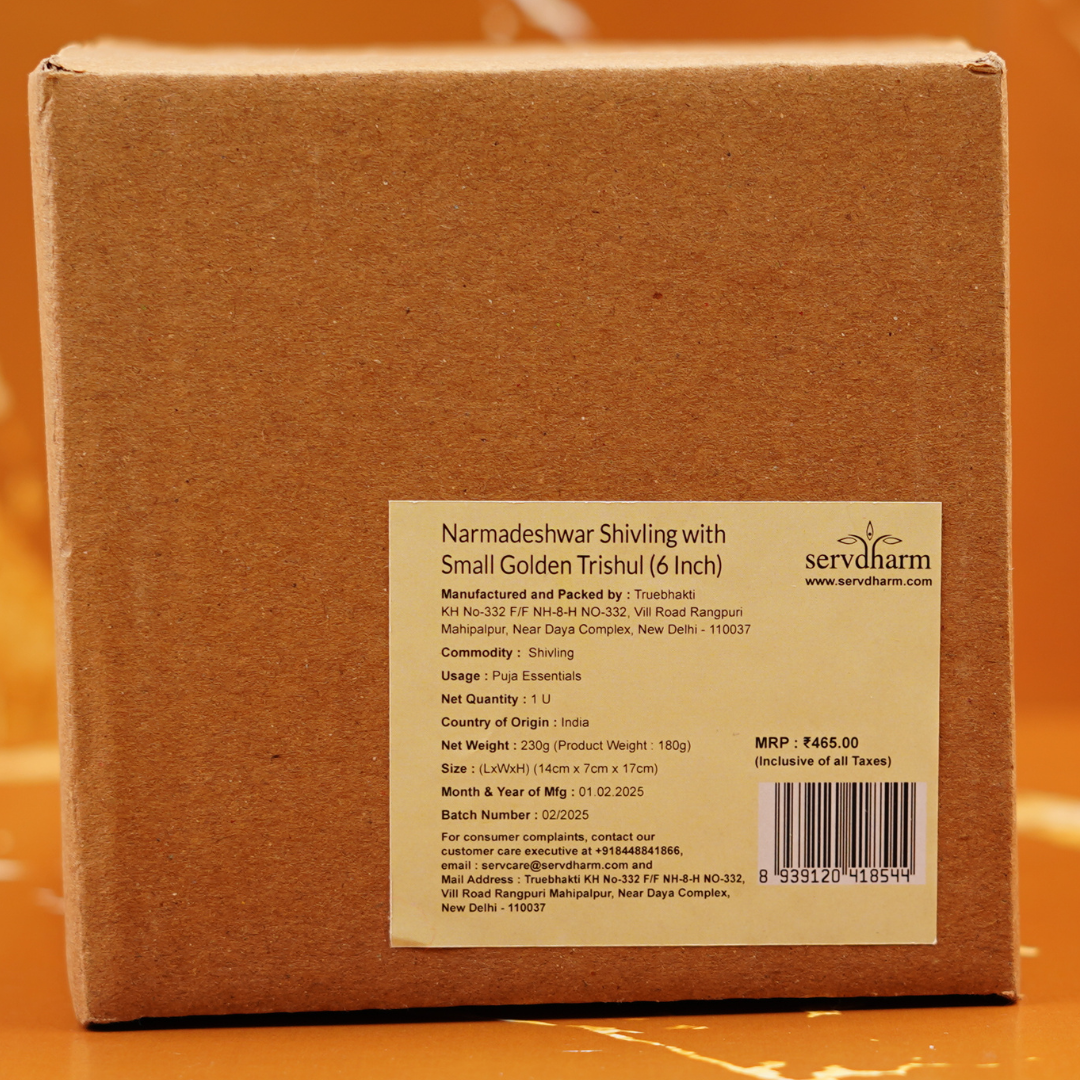 Narmadeshwar Shivling with
Small Golden Trishul (6 Inch)
servdharm
www.servdharm.com
Manufactured and Packed by : Truebhakti
KH No-332 F/F NH-8-H NO-332, Vill Road Rangpuri
Mahipalpur, Near Daya Complex, New Delhi - 110037
Commodity : Shivling
Usage : Puja Essentials
Net Quantity : 1 U
Country of Origin : India
Net Weight : 230g (Product Weight : 180g)
Size : (LxWxH) (14cm x 7cm x 17cm)
Month & Year of Mfg : 01.02.2025
Batch Number : 02/2025
For consumer complaints, contact our
customer care executive at +918448841866,
email : servcare@servdharm.com and
Mail Address : Truebhakti KH No-332 F/F NH-8-H NO-332,
Vill Road Rangpuri Mahipalpur, Near Daya Complex,
New Delhi - 110037
MRP : ₹465.00
(Inclusive of all Taxes)
8 939120 418544